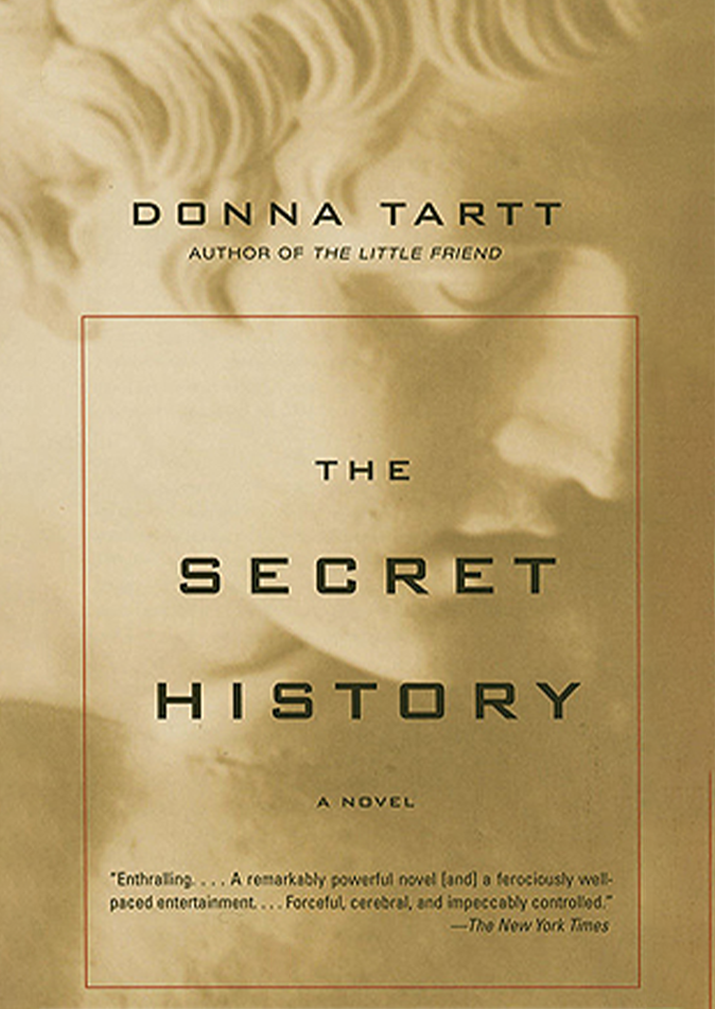 DONNA TARTT
AUTHOR OF THE LITTLE FRIEND
THE
SECRET
HISTORY
A NOVEL
"Enthralling. . . . A remarkably powerful novel [and] a ferociously well-
paced entertainment. . . . Forceful, cerebral, and impeccably controlled."
—The New York Times